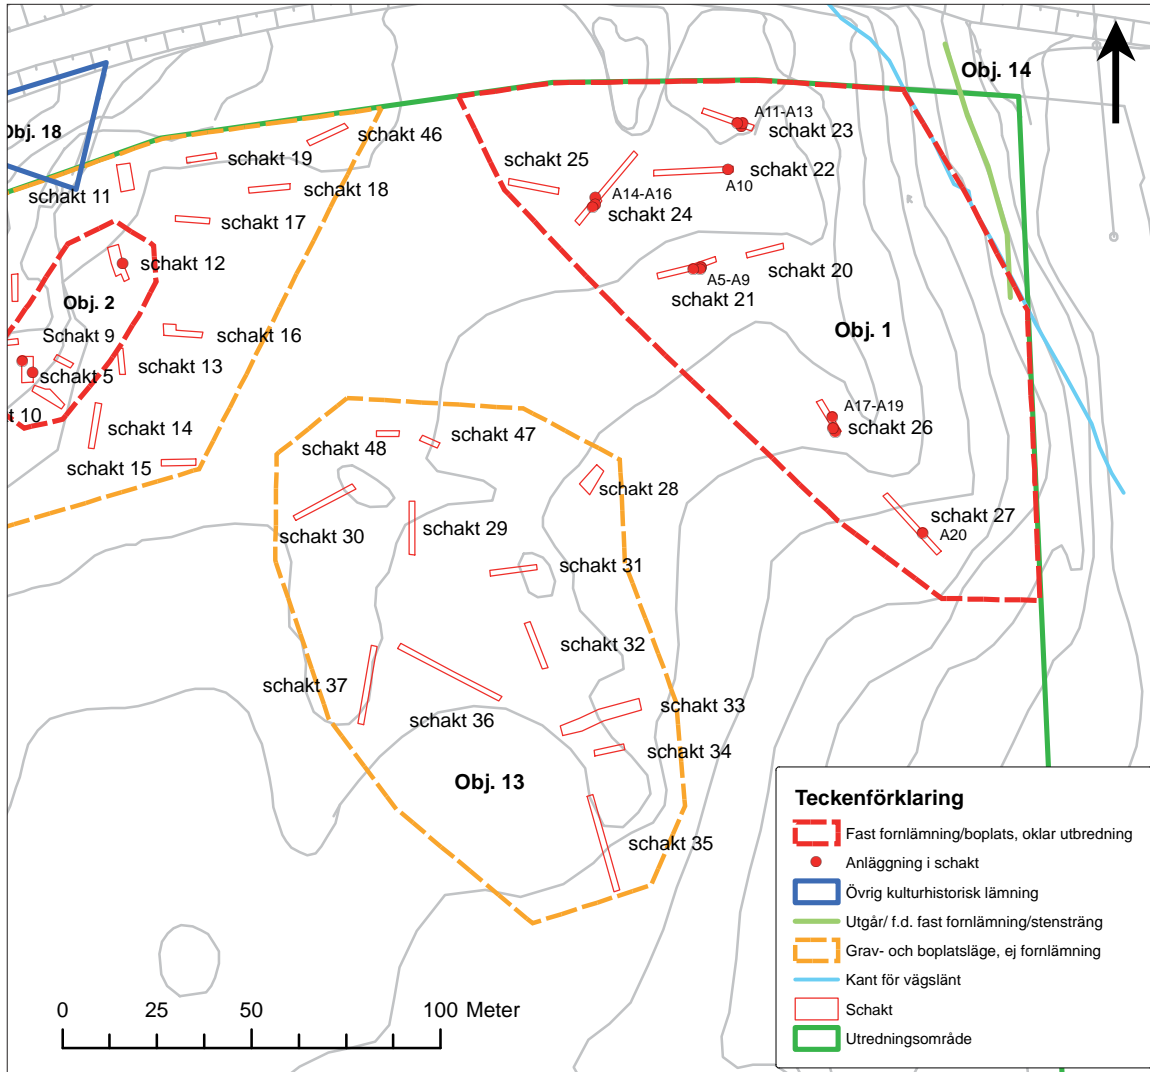 Obj. 14
Obj. 18
A11-A13
schakt 23
schakt 46
schakt 19
schakt 25
schakt 22
A10
schakt 11
schakt 18
A14-A16
schakt 24
schakt 17
schakt 12
schakt 20
A5-A9
schakt 21
Obj. 2
Obj. 1
Schakt 9
schakt 16
schakt 13
schakt 5
A17-A19
schakt 26
t 10
schakt 14
schakt 47
schakt 48
schakt 15
schakt 28
schakt 27
A20
schakt 29
schakt 30
schakt 31
schakt 32
schakt 37
schakt 33
schakt 36
schakt 34
Obj. 13
schakt 35
Teckenförklaring
Fast fornlämning/boplats, oklar utbredning
Anläggning i schakt
Övrig kulturhistorisk lämning
Utgår/ f.d. fast fornlämning/stensträng
Grav- och boplatsläge, ej fornlämning
Kant för vägslänt
Schakt
Utredningsområde
0 25 50 100 Meter